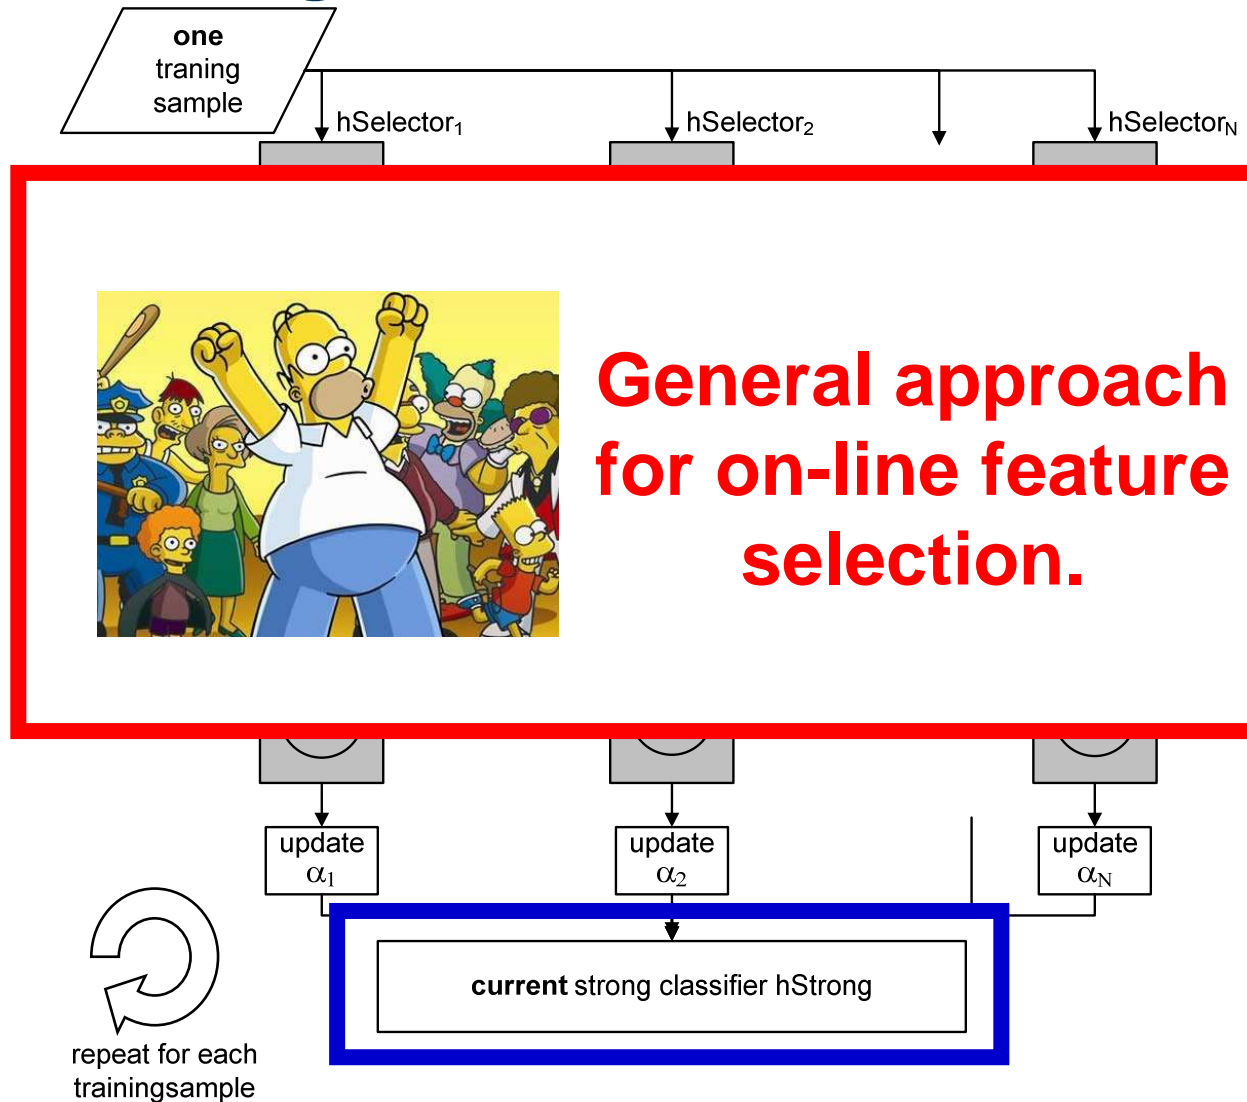 one
traning
sample
hSelector₁
hSelector₂
hSelectorN
General approach
for on-line feature
selection.
update
α₁
update
α₂
update
αN
current strong classifier hStrong
repeat for each
trainingsample